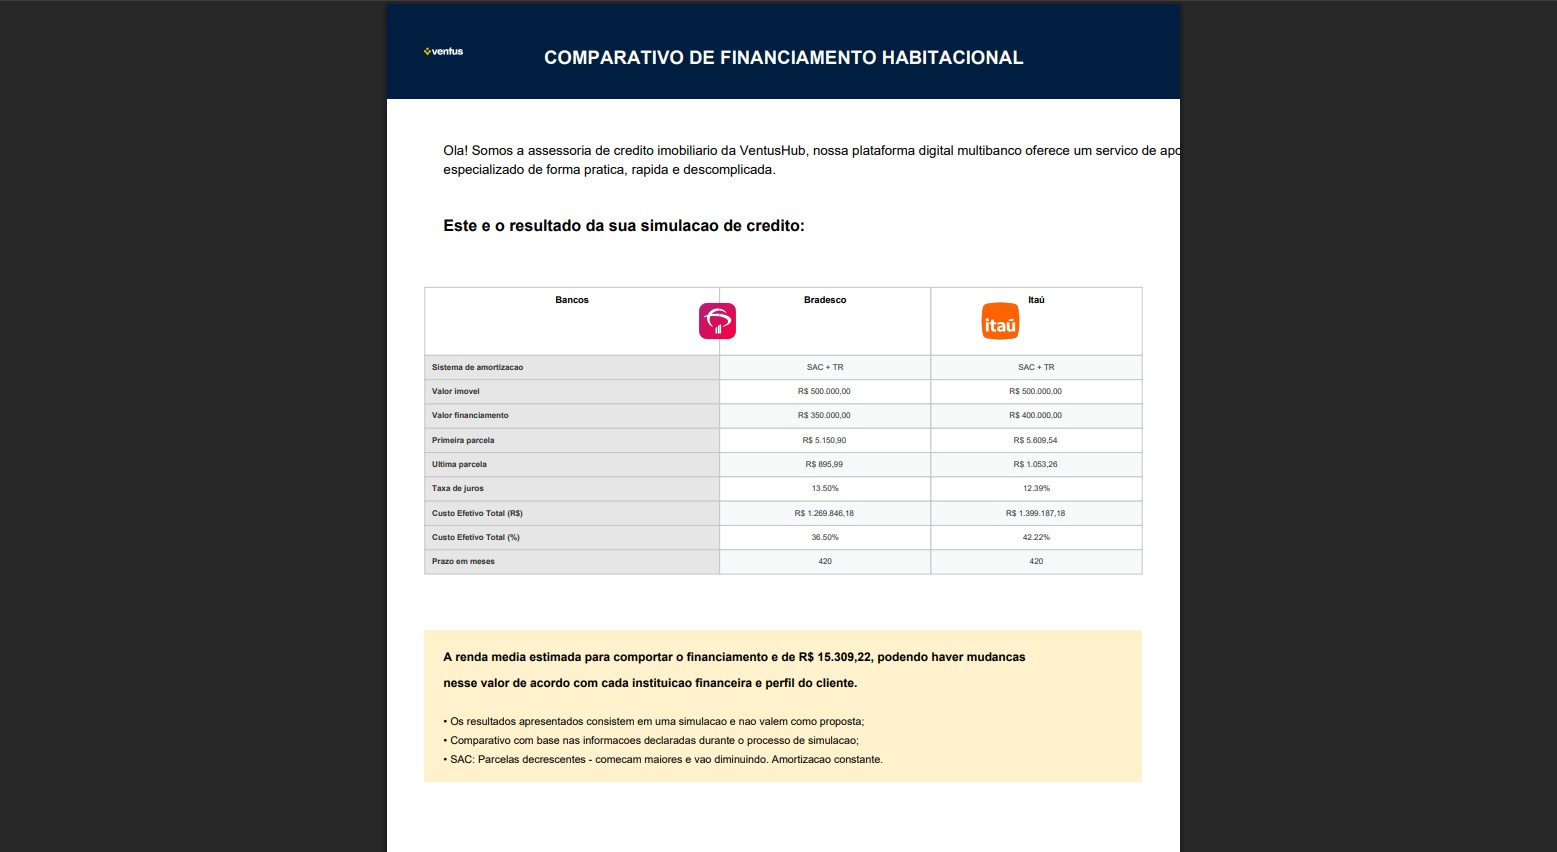 ventus
COMPARATIVO DE FINANCIAMENTO HABITACIONAL
Ola! Somos a assessoria de credito imobiliario da VentusHub, nossa plataforma digital multibanco oferece um servico de
especializado de forma pratica, rapida e descomplicada.
Este e o resultado da sua simulacao de credito:
Bancos Bradesco Itaú
itaú
Sistema de amortizacao SAC + TR SAC + TR
Valor imovel R$ 500.000,00 R$ 500.000,00
Valor financiamento R$ 350.000,00 R$ 400.000,00
Primeira parcela R$ 5.150,90 R$ 5.609,54
Ultima parcela R$ 895,99 R$ 1.053,26
Taxa de juros 13.50% 12.39%
Custo Efetivo Total (R$) R$ 1.269.846,18 R$ 1.399.187,18
Custo Efetivo Total (%) 36.50% 42.22%
Prazo em meses 420 420
A renda media estimada para comportar o financiamento e de R$ 15.309,22, podendo haver mudancas
nesse valor de acordo com cada instituicao financeira e perfil do cliente.
• Os resultados apresentados consistem em uma simulacao e nao valem como proposta;
• Comparativo com base nas informacoes declaradas durante o processo de simulacao;
• SAC: Parcelas decrescentes - comecam maiores e vao diminuindo. Amortizacao constante.